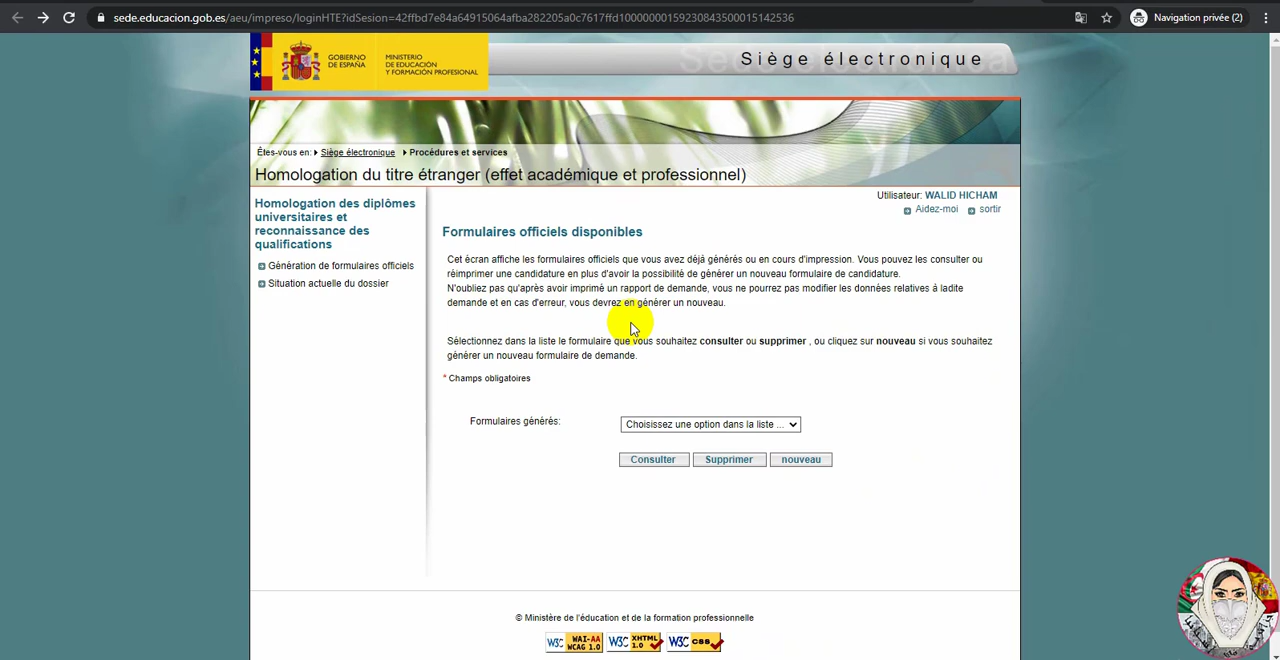 sede.educacion.gob.es/aeu/impreso/loginHTE?idSesion=42ffbd7e84a64915064afba282205a0c7617ffd1000000015923084350001514​2536
Navigation privée (2)
GOBIERNO
DE ESPAÑA
MINISTERIO
DE EDUCACIÓN
Y FORMACIÓN PROFESIONAL
Siège électronique
Êtes-vous en: Siège électronique Procédures et services
Homologation du titre étranger (effet académique et professionnel)
Utilisateur: WALID HICHAM
Aidez-moi sortir
Homologation des diplômes
universitaires et
reconnaissance des
qualifications
Génération de formulaires officiels
Situation actuelle du dossier
Formulaires officiels disponibles
Cet écran affiche les formulaires officiels que vous avez déjà générés ou en cours d'impression. Vous pouvez les consulter ou
réimprimer une candidature en plus d'avoir la possibilité de générer un nouveau formulaire de candidature.
N'oubliez pas qu'après avoir imprimé un rapport de demande, vous ne pourrez pas modifier les données relatives à ladite
demande et en cas d'erreur, vous devrez en générer un nouveau.
Sélectionnez dans la liste le formulaire que vous souhaitez consulter ou supprimer , ou cliquez sur nouveau si vous souhaitez
générer un nouveau formulaire de demande.
* Champs obligatoires
Formulaires générés:
Choisissez une option dans la liste ...
Consulter Supprimer nouveau
© Ministère de l'éducation et de la formation professionnelle
W3C WAI-AA WCAG 1.0
W3C XHTML 1.0
W3C CSS